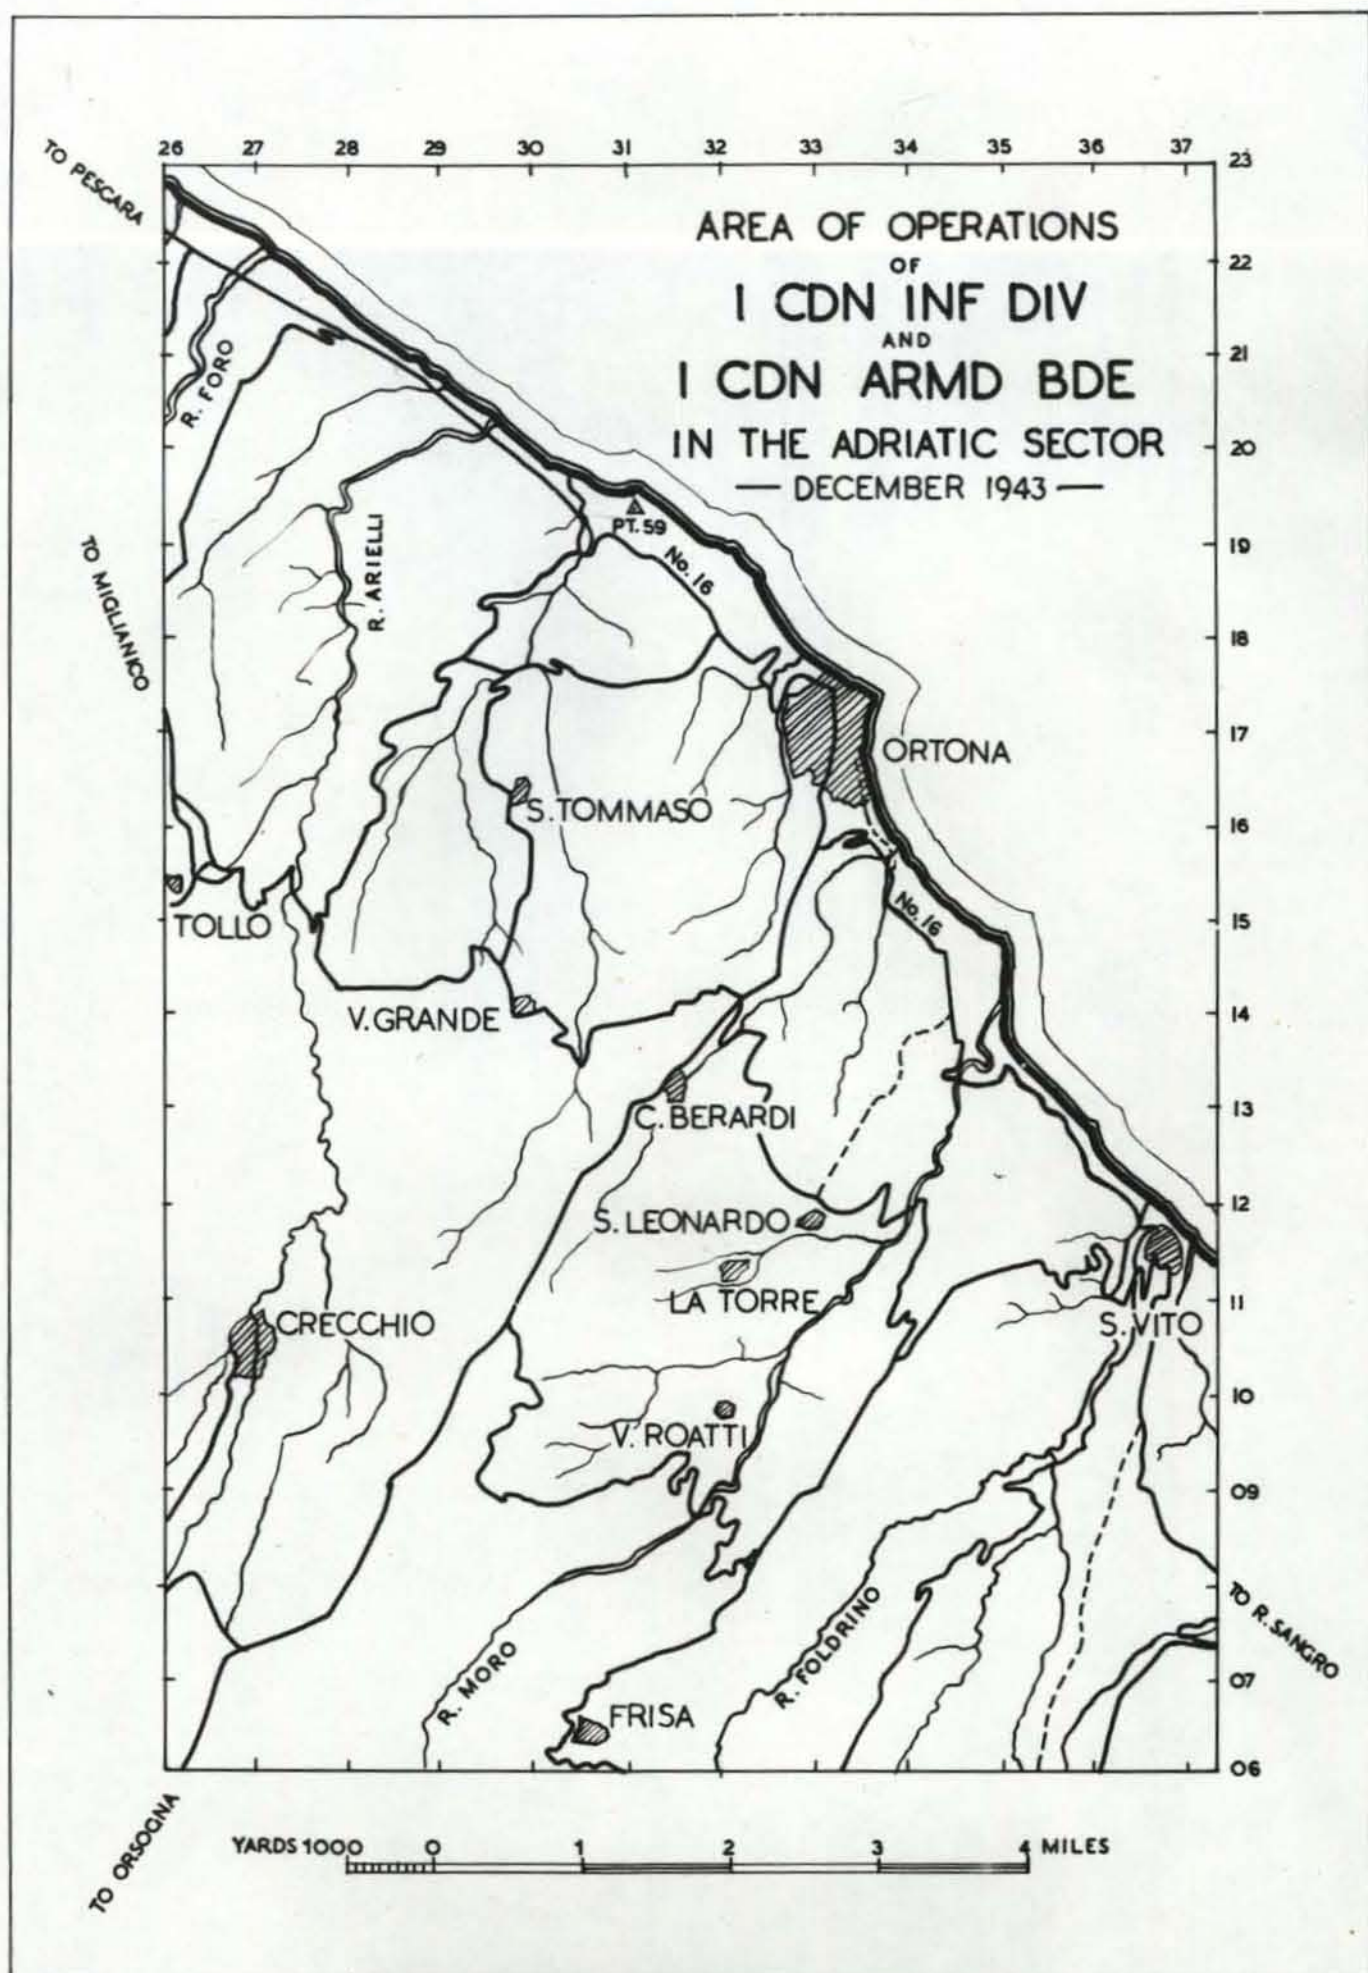 26 27 28 29 30 31 32 33 34 35 36 37 23
TO PESCARA
AREA OF OPERATIONS
OF
1 CDN INF DIV
AND
1 CDN ARMD BDE
IN THE ADRIATIC SECTOR
— DECEMBER 1943 —
22
21
20
19
18
17
16
15
14
13
12
11
10
09
07
06
R. FORO
PT. 59
No. 16
R. ARIELLI
TO MIGLIANICO
ORTONA
S. TOMMASO
No. 16
TOLLO
V. GRANDE
C. BERARDI
S. LEONARDO
LA TORRE
CRECCHIO
S. VITO
V. ROATTI
TO R. SANGRO
R. FOLDRINO
R. MORO
FRISA
TO ORSOGNA
YARDS 1000 0 1 2 3 4 MILES